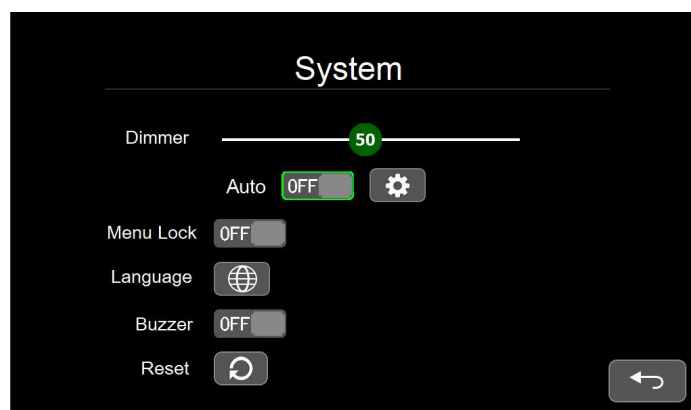 System
Dimmer 50
Auto OFF
Menu Lock OFF
Language
Buzzer OFF
Reset